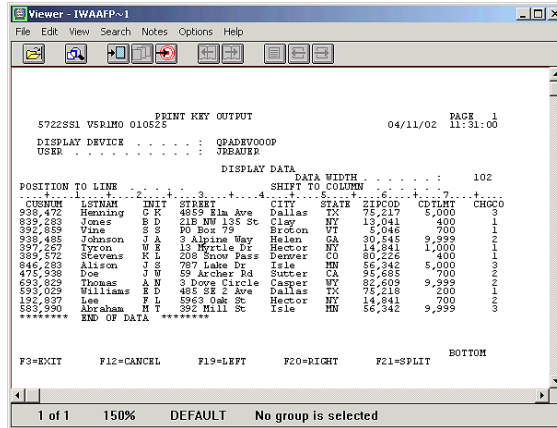 Viewer - IWAAFP~1
File Edit View Search Notes Options Help
PRINT KEY OUTPUT PAGE 1
5722SS1 V5R1M0 010525 04/11/02 11:31:00
DISPLAY DEVICE . . . . . : QPADEV000P
USER . . . . . . . . . . : JRBAUER
DISPLAY DATA
DATA WIDTH . . . . . . : 102
POSITION TO LINE . . . . . SHIFT TO COLUMN . . . . . .
....+....1....+....2....+....3....+....4....+....5....+....6....+....7....+
CUSNUM LSTNAM INIT STREET CITY STATE ZIPCOD CDTLMT CHGCO
938,472 Henning G K 4859 Elm Ave Dallas TX 75,217 5,000 3
839,283 Jones B D 21B NW 135 St Clay NY 13,041 400 1
392,859 Vine S S PO Box 79 Broton VT 5,046 700 1
938,485 Johnson J A 3 Alpine Way Helen GA 30,545 9,999 2
397,267 Tyron W E 13 Myrtle Dr Hector NY 14,841 1,000 1
389,572 Stevens K L 208 Snow Pass Denver CO 80,226 400 1
846,283 Alison J S 787 Lake Dr Isle MN 56,342 5,000 3
475,938 Doe J W 59 Archer Rd Sutter CA 95,685 700 2
693,829 Thomas A N 3 Dove Circle Casper WY 82,609 9,999 2
593,029 Williams E D 485 SE 2 Ave Dallas TX 75,218 200 1
192,837 Lee F L 5963 Oak St Hector NY 14,841 700 2
583,990 Abraham M T 392 Mill St Isle MN 56,342 9,999 3
******** END OF DATA ********
BOTTOM
F3=EXIT F12=CANCEL F19=LEFT F20=RIGHT F21=SPLIT
1 of 1 150% DEFAULT No group is selected